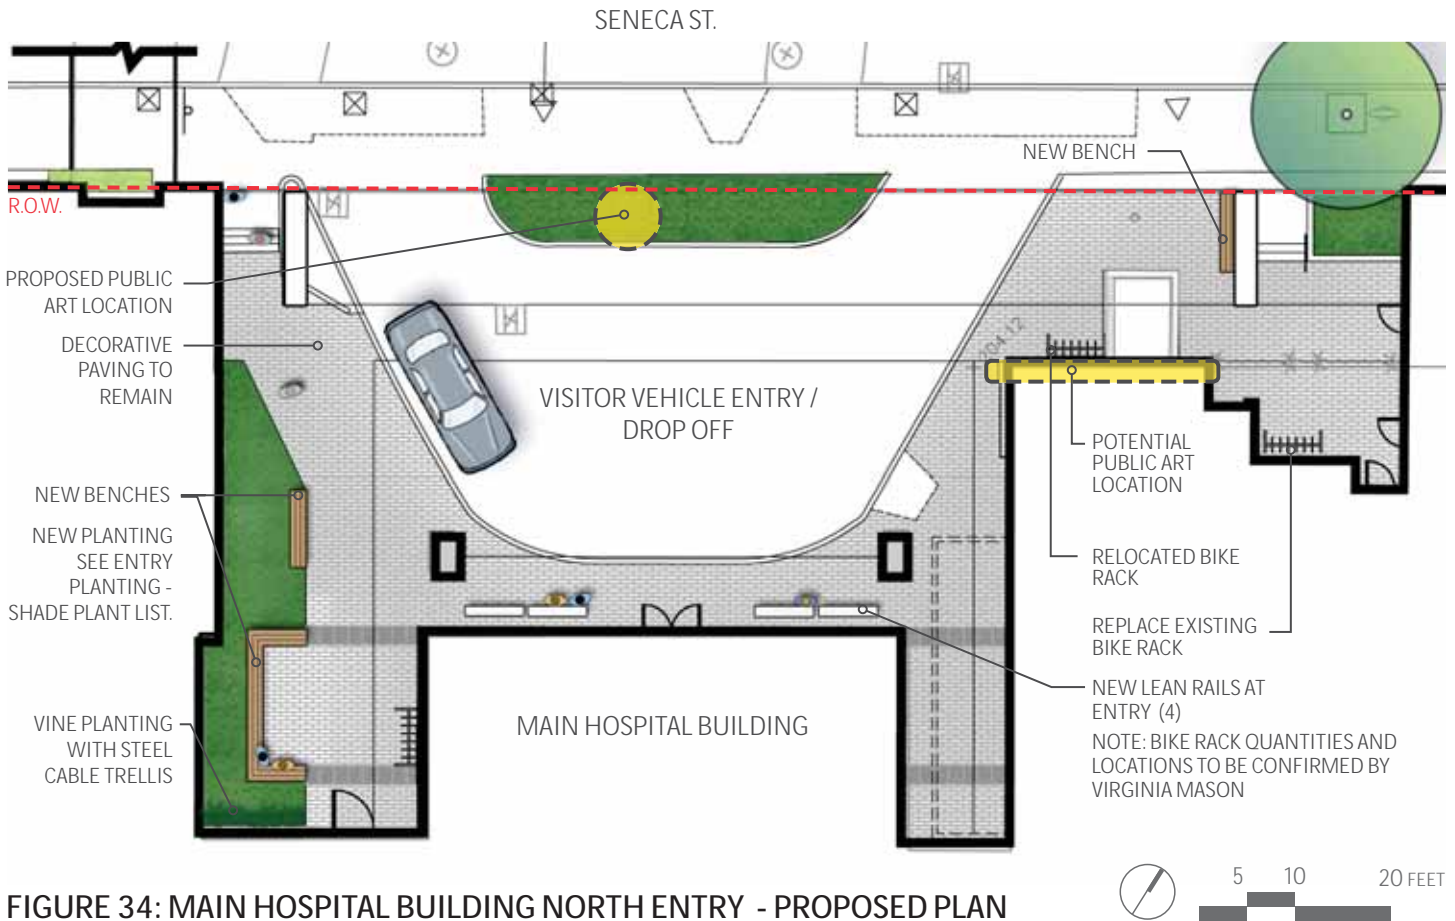 SENECA ST.
NEW BENCH
R.O.W.
PROPOSED PUBLIC
ART LOCATION
DECORATIVE
PAVING TO
REMAIN
VISITOR VEHICLE ENTRY /
DROP OFF
04.12
POTENTIAL
PUBLIC ART
LOCATION
NEW BENCHES
NEW PLANTING
SEE ENTRY
PLANTING -
SHADE PLANT LIST.
RELOCATED BIKE
RACK
REPLACE EXISTING
BIKE RACK
NEW LEAN RAILS AT
ENTRY (4)
VINE PLANTING
WITH STEEL
CABLE TRELLIS
MAIN HOSPITAL BUILDING
NOTE: BIKE RACK QUANTITIES AND
LOCATIONS TO BE CONFIRMED BY
VIRGINIA MASON
5 10 20 FEET
FIGURE 34: MAIN HOSPITAL BUILDING NORTH ENTRY - PROPOSED PLAN